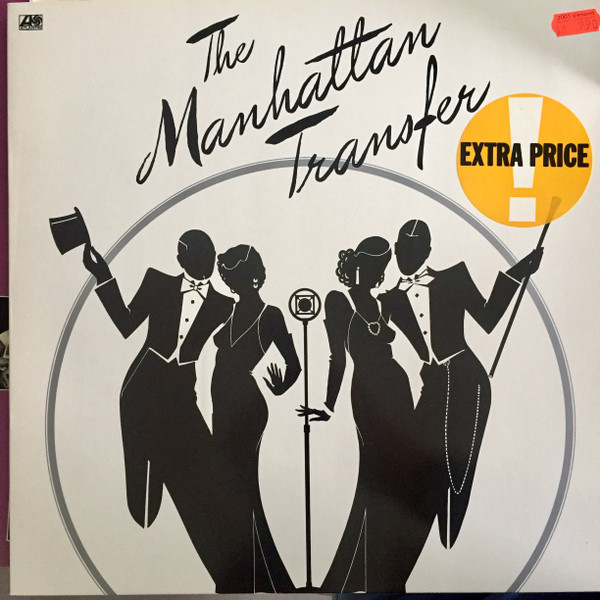 The
Manhattan
Transfer
EXTRA PRICE
!